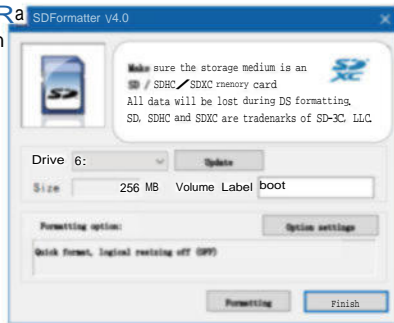 Ra
n
SDFormatter V4.0
Make sure the storage medium is an
SD / SDHC/SDXC rnenory card
All data will be lost during DS formatting.
SD, SDHC and SDXC are tradenarks of SD-3C, LLC.
Drive 6: Update
Size 256 MB Volume Label boot
Formatting option: Option settings
Quick format, logical resizing off (OFF)
Formatting Finish